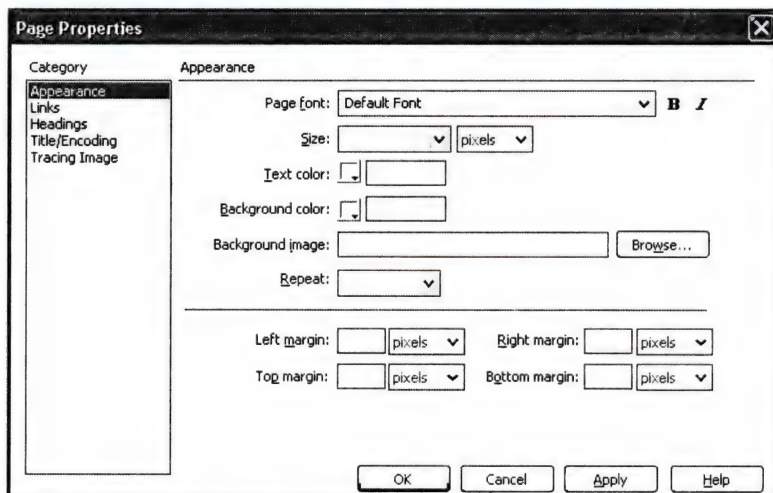 Page Properties
Category
Appearance
Links
Headings
Title/Encoding
Tracing Image
Appearance
Page font: Default Font B I
Size: pixels
Text color:
Background color:
Background image: Browse...
Repeat:
Left margin: pixels Right margin: pixels
Top margin: pixels Bottom margin: pixels
OK Cancel Apply Help